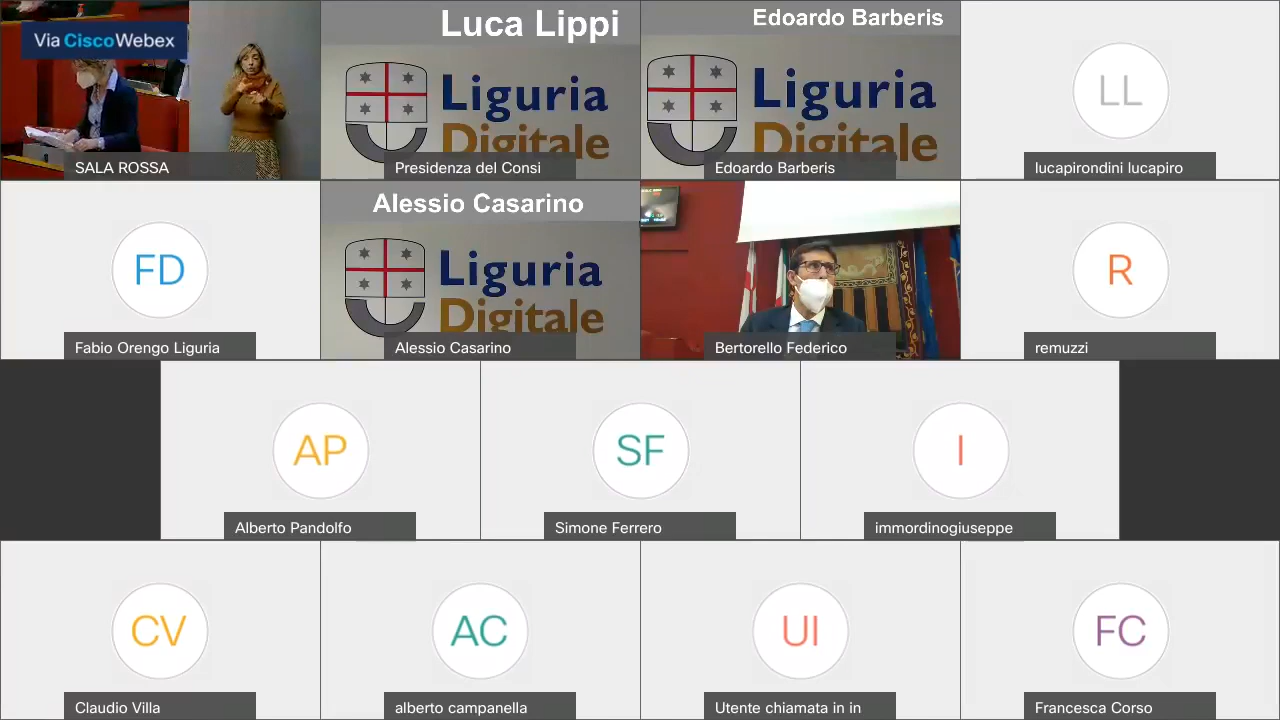 Via Cisco Webex
SALA ROSSA
Luca Lippi
Liguria
Digitale
Presidenza del Consi
Edoardo Barberis
Liguria
Digitale
Edoardo Barberis
LL
lucapirondini lucapiro
FD
Fabio Orengo Liguria
Alessio Casarino
Liguria
Digitale
Alessio Casarino
Bertorello Federico
R
remuzzi
AP
Alberto Pandolfo
SF
Simone Ferrero
I
immordinogiuseppe
CV
Claudio Villa
AC
alberto campanella
UI
Utente chiamata in in
FC
Francesca Corso